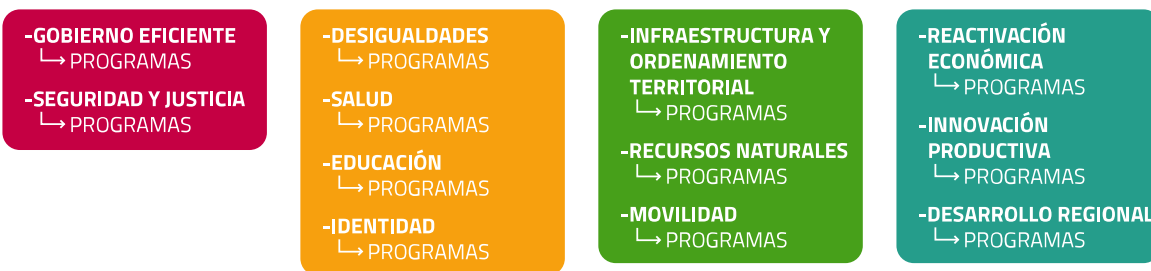 -GOBIERNO EFICIENTE
PROGRAMAS
-SEGURIDAD Y JUSTICIA
PROGRAMAS
-DESIGUALDADES
PROGRAMAS
-SALUD
PROGRAMAS
-EDUCACIÓN
PROGRAMAS
-IDENTIDAD
PROGRAMAS
-INFRAESTRUCTURA Y
ORDENAMIENTO
TERRITORIAL
PROGRAMAS
-RECURSOS NATURALES
PROGRAMAS
-MOVILIDAD
PROGRAMAS
-REACTIVACIÓN
ECONÓMICA
PROGRAMAS
-INNOVACIÓN
PRODUCTIVA
PROGRAMAS
-DESARROLLO REGIONAL
PROGRAMAS